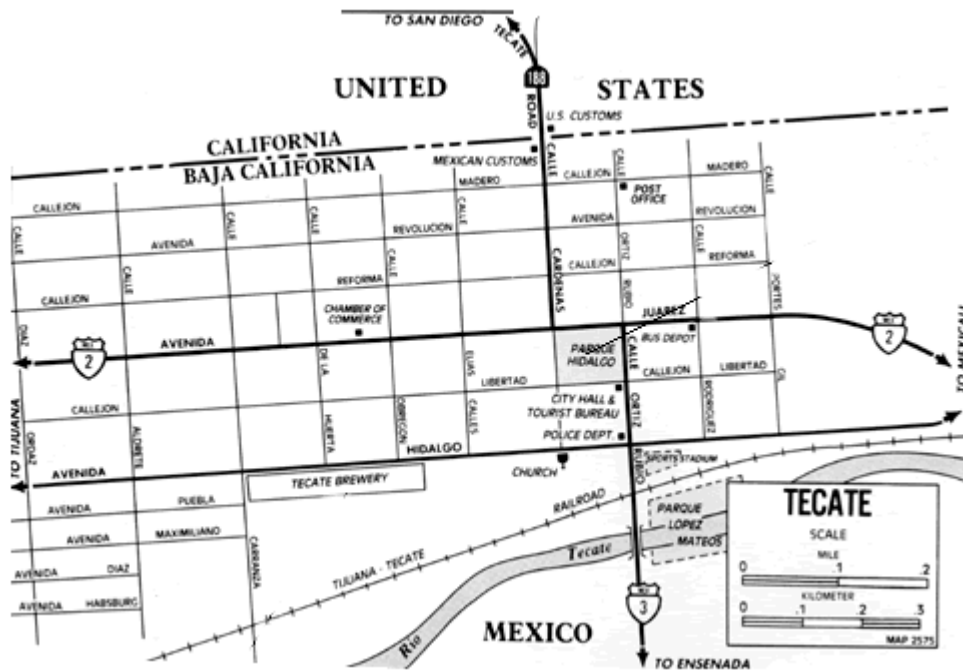 TO SAN DIEGO
TECATE
188
ROAD
UNITED STATES
U.S. CUSTOMS
CALIFORNIA
BAJA CALIFORNIA
MEXICAN CUSTOMS
CALLE
CALLE
CALLEJON
MADERO
CALLE
MADERO
CALLEJON
POST
OFFICE
CALLE
CALLE
CALLE
CALLE
AVENIDA
REVOLUCION
AVENIDA
REVOLUCION
CALLE
CALLE
ORTIZ
CALLE
AVENIDA
REFORMA
CALLEJON
REFORMA
CALLE
CARDENAS
RUBIO
PORTES
CALLEJON
CHAMBER OF
COMMERCE
JUAREZ
DIAZ
2
AVENIDA
BUS DEPOT
2
PARQUE
HIDALGO
CALLE
TO MEXICALI
DE LA
ELIAS
LIBERTAD
CALLEJON
LIBERTAD
GIL
CALLEJON
HUERTA
OBREGON
CALLES
CITY HALL &
TOURIST BUREAU
ORTIZ
RODRIGUEZ
TO TIJUANA
ORDAZ
ALDRETE
POLICE DEPT.
AVENIDA
HIDALGO
RUBIO
CHURCH
SPORTS STADIUM
TECATE BREWERY
AVENIDA
PUEBLA
RAILROAD
PARQUE
LOPEZ
MATEOS
AVENIDA
MAXIMILIANO
CARRANZA
TIJUANA - TECATE
Rio
Tecate
AVENIDA
DIAZ
AVENIDA
HABSBURG
3
MEXICO
TO ENSENADA
TECATE
SCALE
MILE
0 .1 .2
KILOMETER
0 .1 .2 .3
MAP 2575